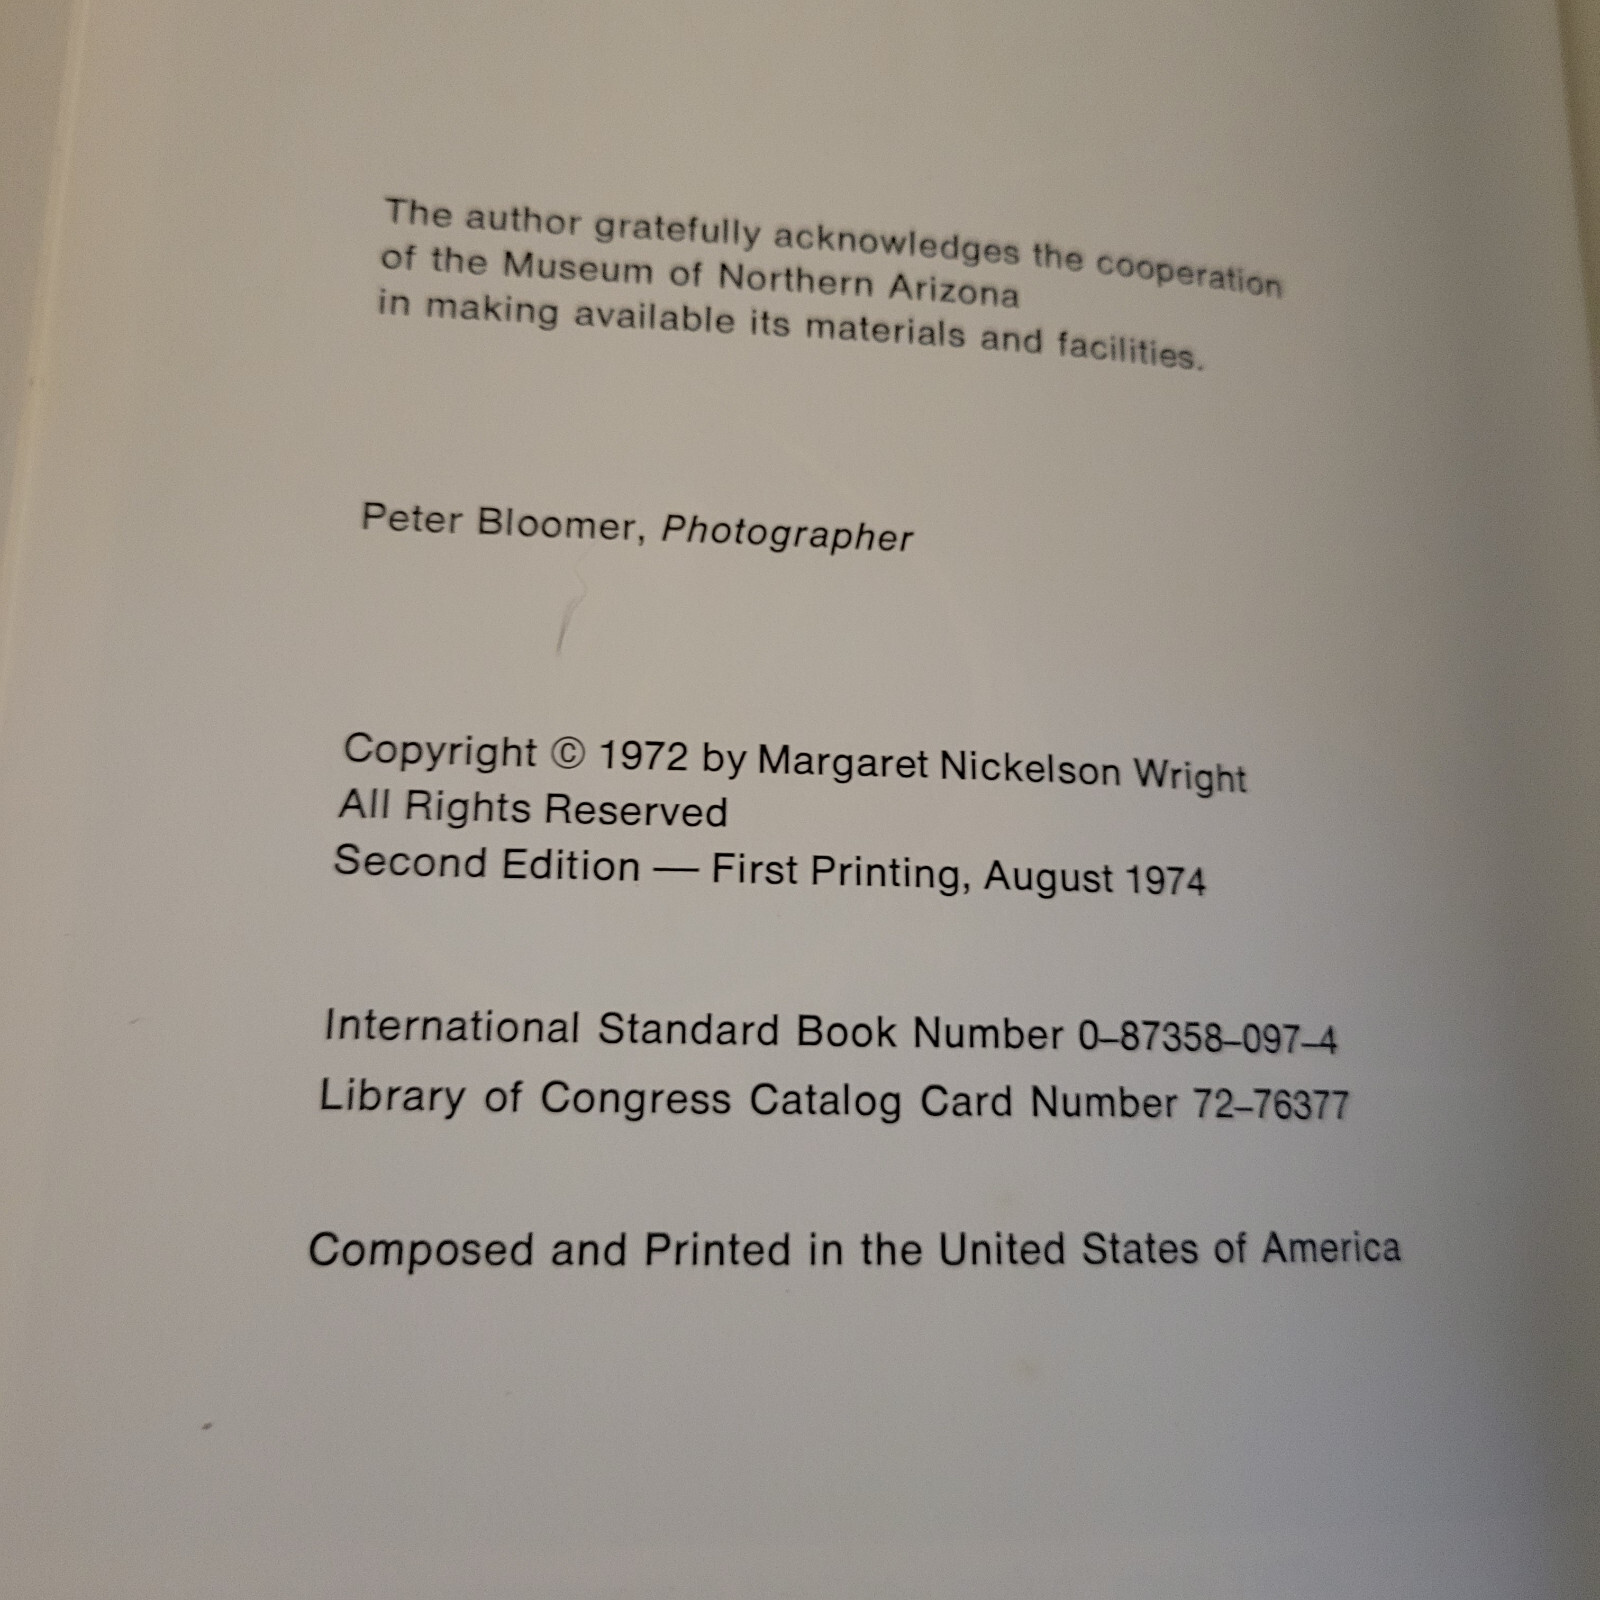 The author gratefully acknowledges the cooperation
of the Museum of Northern Arizona
in making available its materials and facilities.
Peter Bloomer, Photographer
Copyright © 1972 by Margaret Nickelson Wright
All Rights Reserved
Second Edition — First Printing, August 1974
International Standard Book Number 0–87358–097–4
Library of Congress Catalog Card Number 72–76377
Composed and Printed in the United States of America